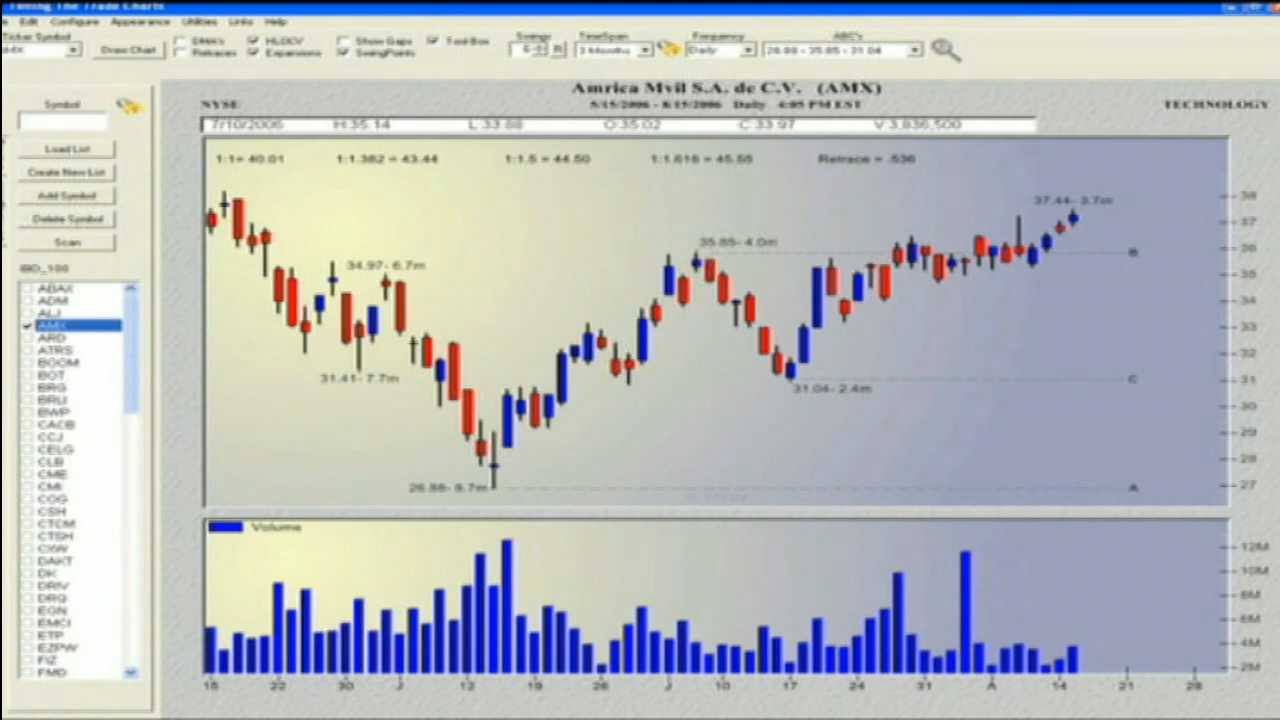 Timing The Trade Charts
Edit Configure Appearance Utilities Links Help
Ticker Symbol
AMX
Draw Chart
DMA's
Retraces
HLOCV
Expansions
Show Gaps
SwingPoints
Tool Box
Swings
6
R
TimeSpan
3 Months
Frequency
Daily
ABC's
26.88 - 35.85 - 31.04
Symbol
Load List
Create New List
Add Symbol
Delete Symbol
Scan
IBD_100
ABAX
ADM
ALJ
AMX
ARD
ATRS
BOOM
BOT
BRG
BRLI
BWP
CACB
CCJ
CELG
CLB
CME
CMI
COG
CSH
CTCM
CTSH
CXW
DAKT
DK
DRIV
DRQ
EGN
EMCI
ETP
EZPW
FIZ
FMD
Amrica Mvil S.A. de C.V. (AMX)
NYSE
5/15/2006 - 8/15/2006 Daily 4:05 PM EST
TECHNOLOGY
7/10/2006 H:35.14 L:33.88 O:35.02 C:33.97 V:3,836,500
1:1= 40.01 1:1.382 = 43.44 1:1.5 = 44.50 1:1.618 = 45.55 Retrace = .536
37.44- 3.7m
35.85- 4.0m
B
34.97- 6.7m
31.41- 7.7m
31.04- 2.4m
C
26.88- 8.7m
A
38
37
36
35
34
33
32
31
30
29
28
27
Volume
12M
10M
8M
6M
4M
2M
15 22 30 J 12 19 26 J 10 17 24 31 A 14 21 28